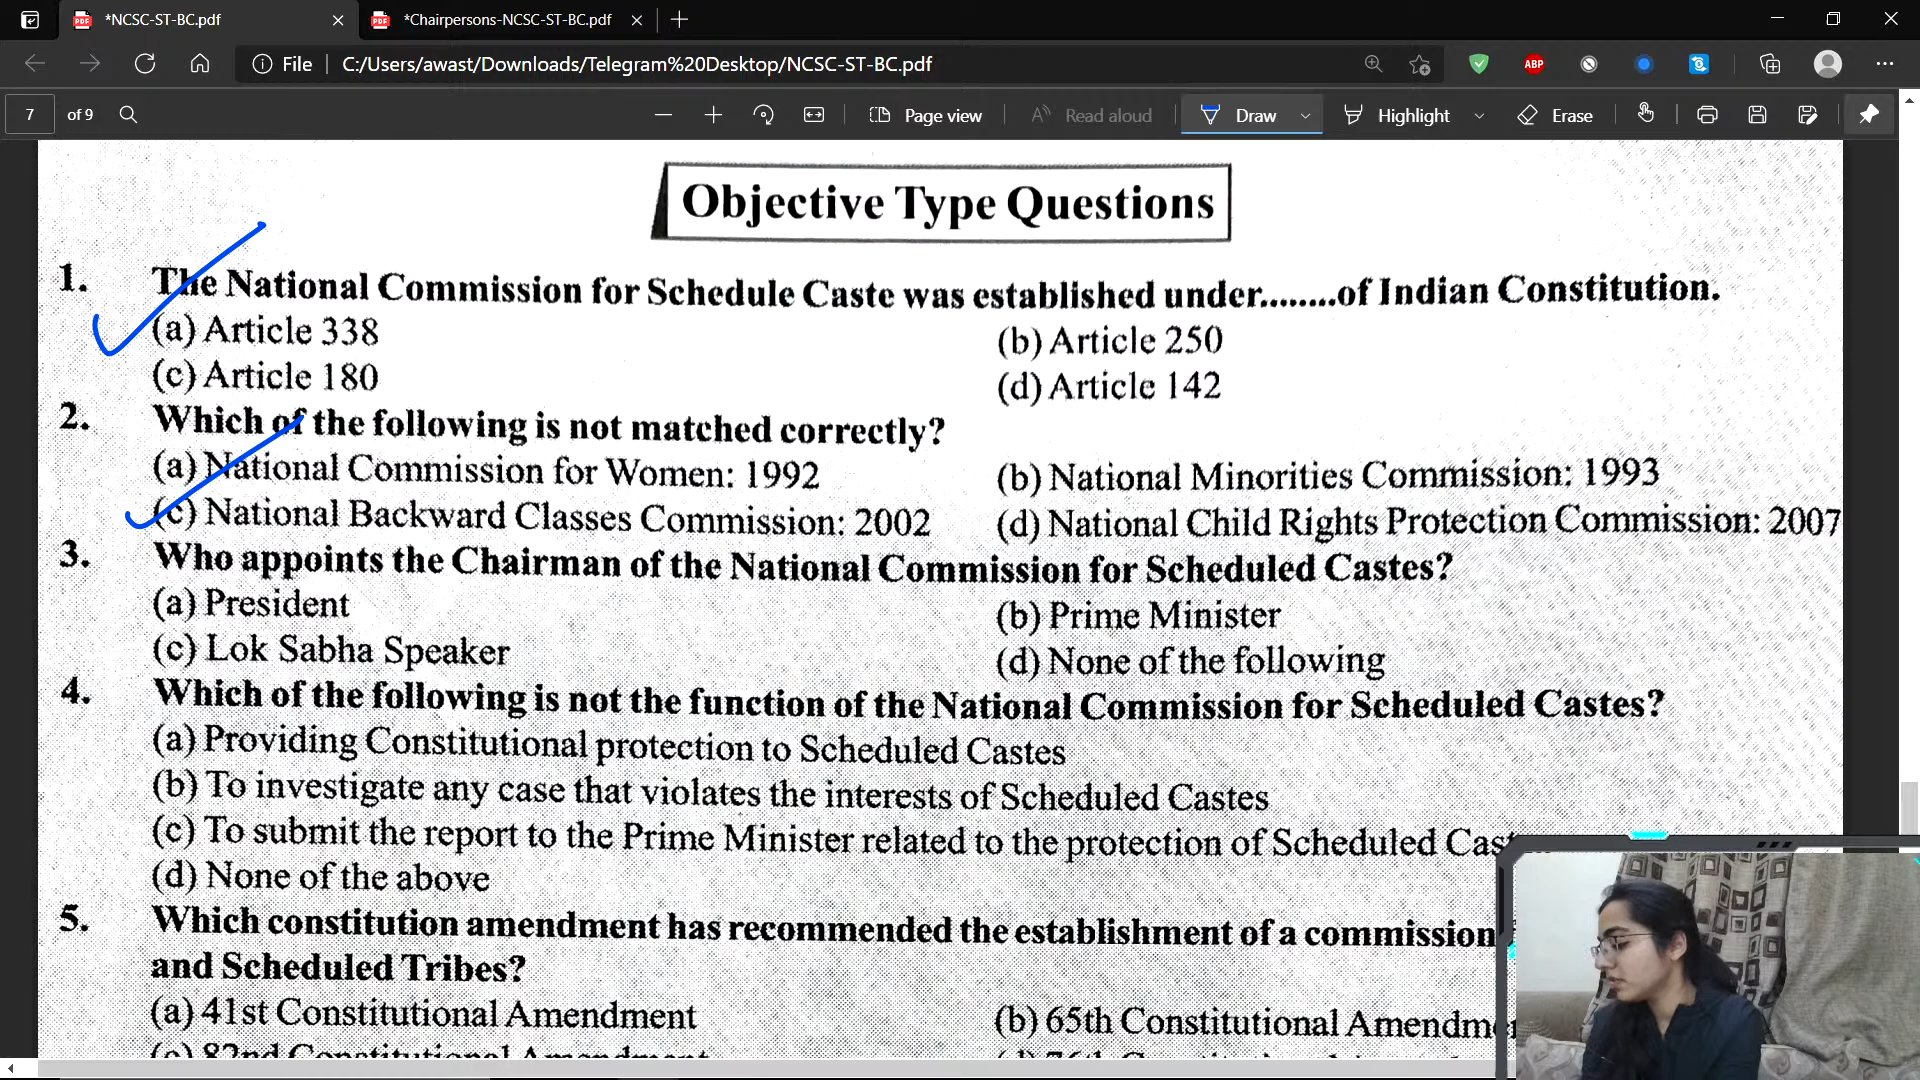 *NCSC-ST-BC.pdf
*Chairpersons-NCSC-ST-BC.pdf
File C:/Users/awast/Downloads/Telegram%20Desktop/NCSC-ST-BC.pdf
ABP
7 of 9 Page view Read aloud Draw Highlight Erase
Objective Type Questions
1. The National Commission for Schedule Caste was established under........of Indian Constitution.
(a) Article 338 (b) Article 250
(c) Article 180 (d) Article 142
2. Which of the following is not matched correctly?
(a) National Commission for Women: 1992 (b) National Minorities Commission: 1993
(c) National Backward Classes Commission: 2002 (d) National Child Rights Protection Commission: 2007
3. Who appoints the Chairman of the National Commission for Scheduled Castes?
(a) President (b) Prime Minister
(c) Lok Sabha Speaker (d) None of the following
4. Which of the following is not the function of the National Commission for Scheduled Castes?
(a) Providing Constitutional protection to Scheduled Castes
(b) To investigate any case that violates the interests of Scheduled Castes
(c) To submit the report to the Prime Minister related to the protection of Scheduled Cas
(d) None of the above
5. Which constitution amendment has recommended the establishment of a commission
and Scheduled Tribes?
(a) 41st Constitutional Amendment (b) 65th Constitutional Amendm
(c) 82nd Constitutional Amendment